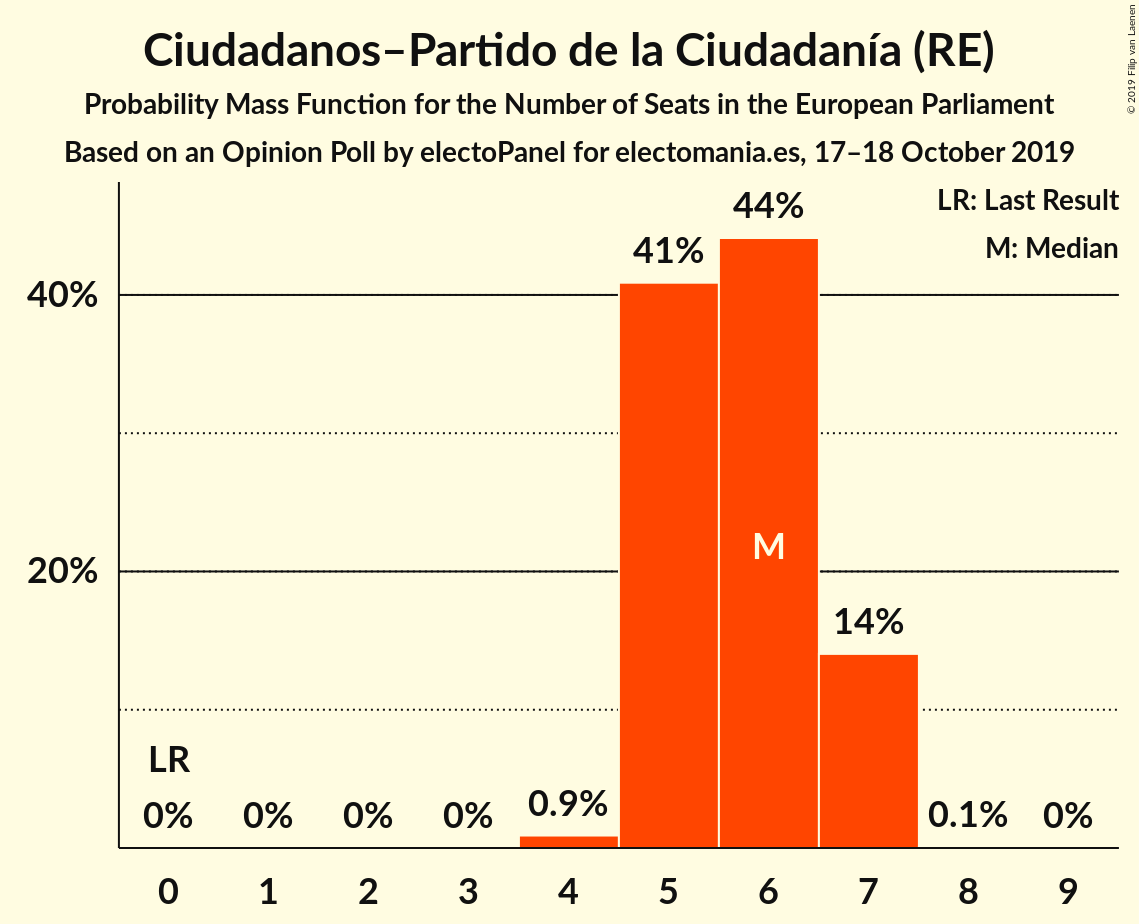 © 2019 Filip van Laenen
Ciudadanos–Partido de la Ciudadanía (RE)
Probability Mass Function for the Number of Seats in the European Parliament
Based on an Opinion Poll by electoPanel for electomania.es, 17–18 October 2019
LR: Last Result
M: Median
44%
41%
40%
M
20%
14%
LR
0%
0%
0%
0%
0.9%
0.1%
0%
0 1 2 3 4 5 6 7 8 9